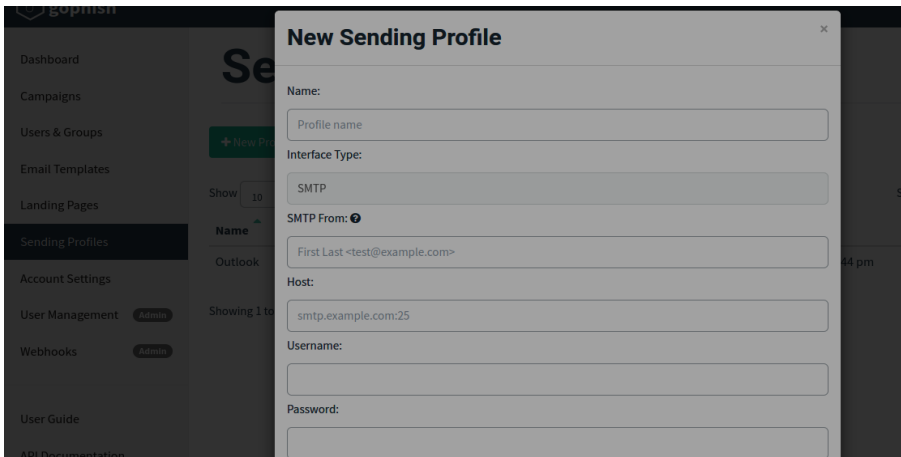 gophish
Dashboard
Campaigns
Users & Groups
Email Templates
Landing Pages
Sending Profiles
Account Settings
User Management Admin
Webhooks Admin
User Guide
API Documentation
Se
+ New Pro
Show 10
Name
Outlook
44 pm
Showing 1 to
New Sending Profile ×
Name:
Profile name
Interface Type:
SMTP
SMTP From: ?
First Last <test@example.com>
Host:
smtp.example.com:25
Username:
Password: